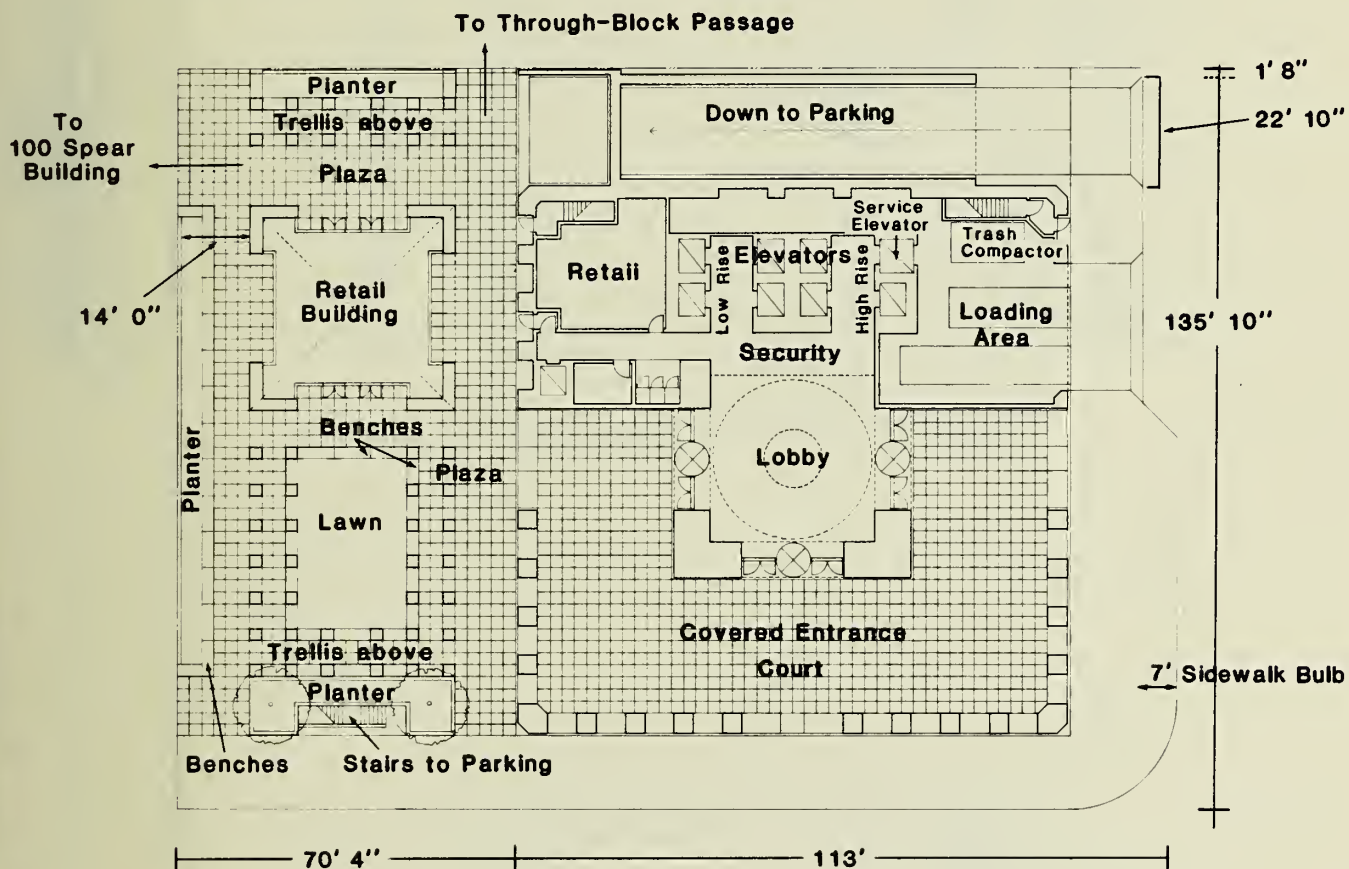 To Through-Block Passage
Planter
Trellis above
To
100 Spear
Building
Plaza
Down to Parking
1' 8"
22' 10"
14' 0"
Retail
Building
Retail
Low Rise
Elevators
High Rise
Service
Elevator
Trash
Compactor
Loading
Area
135' 10"
Security
Benches
Plaza
Planter
Lawn
Lobby
Trellis above
Planter
Covered Entrance
Court
7' Sidewalk Bulb
Benches
Stairs to Parking
70' 4"
113'